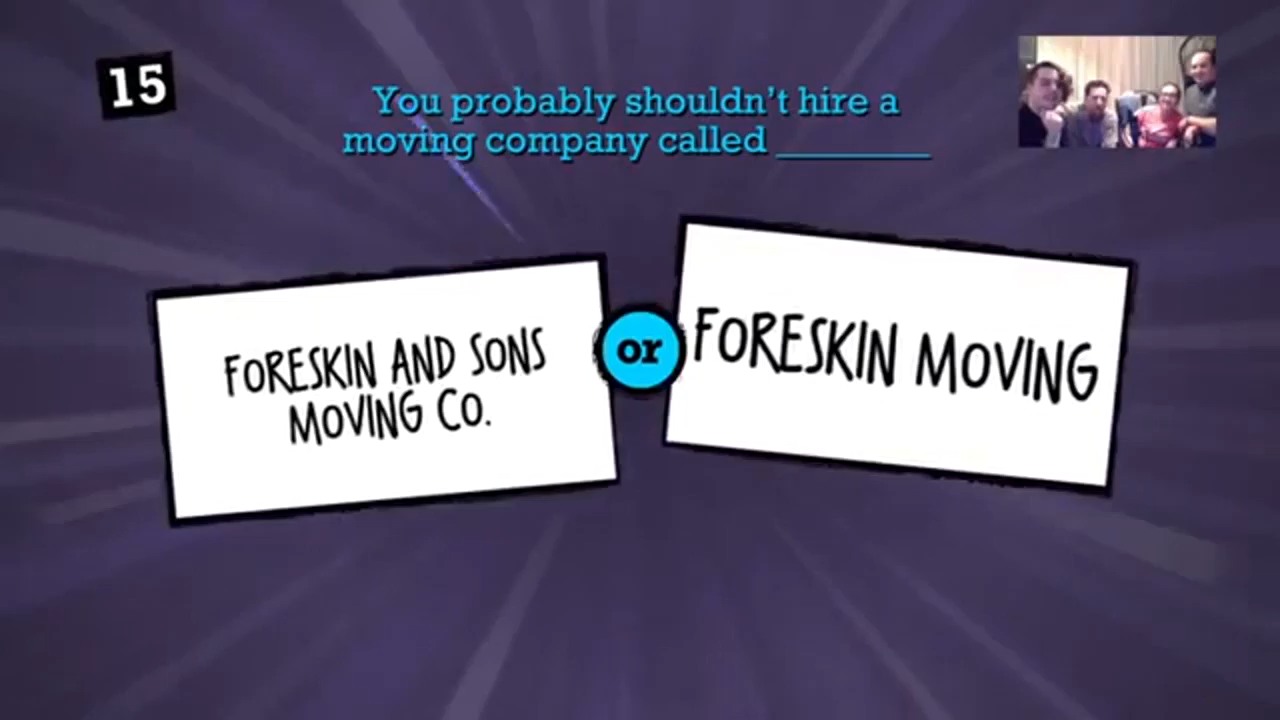 15
You probably shouldn't hire a
moving company called ________
FORESKIN AND SONS
MOVING CO.
or
FORESKIN MOVING